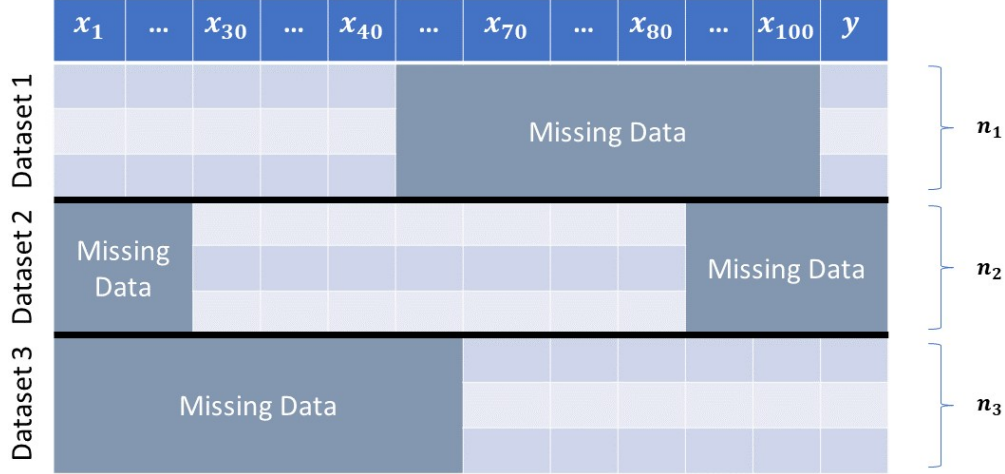 x₁ ... x₃₀ ... x₄₀ ... x₇₀ ... x₈₀ ... x₁₀₀ y
Dataset 1
Missing Data
n₁
Dataset 2
Missing
Data
Missing Data
n₂
Dataset 3
Missing Data
n₃